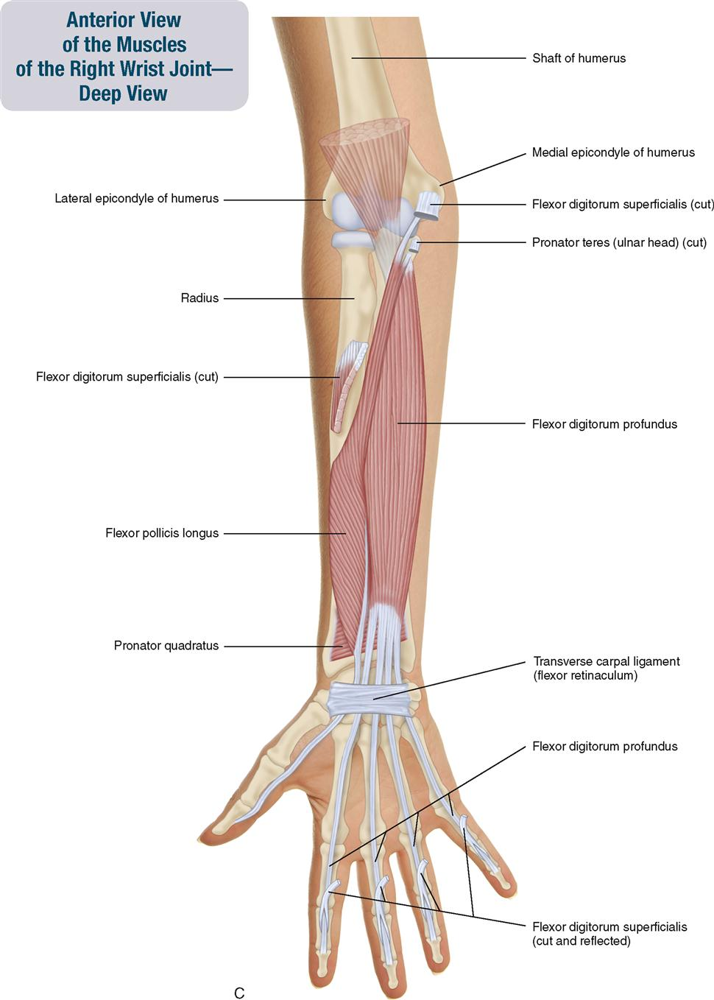 Anterior View
of the Muscles
of the Right Wrist Joint—
Deep View
Shaft of humerus
Medial epicondyle of humerus
Lateral epicondyle of humerus
Flexor digitorum superficialis (cut)
Pronator teres (ulnar head) (cut)
Radius
Flexor digitorum superficialis (cut)
Flexor digitorum profundus
Flexor pollicis longus
Pronator quadratus
Transverse carpal ligament
(flexor retinaculum)
Flexor digitorum profundus
Flexor digitorum superficialis
(cut and reflected)
C